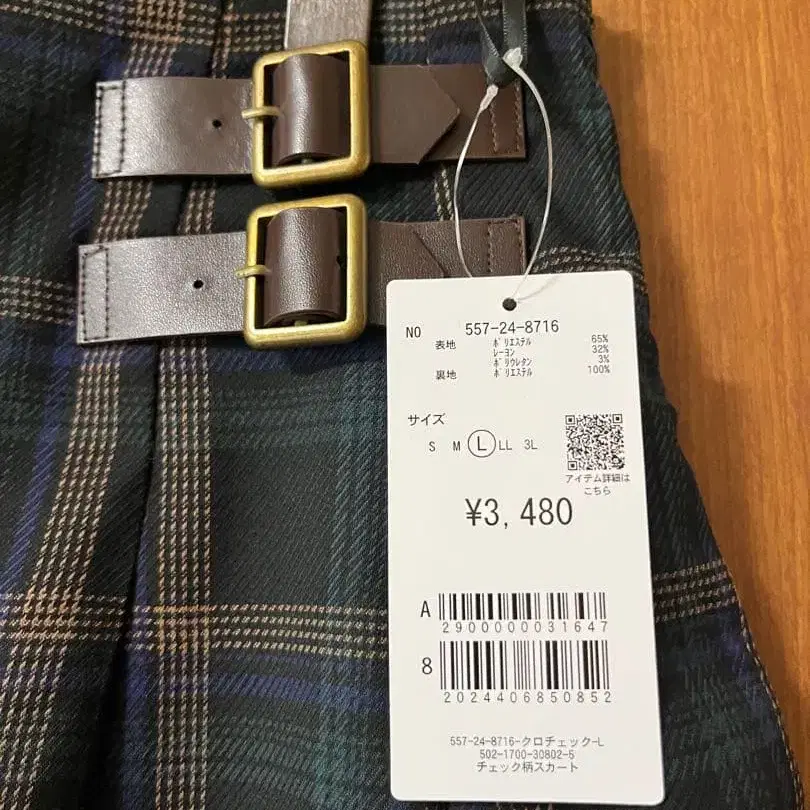 NO 557-24-8716
表地 ﾎﾟﾘｴｽﾃﾙ 65%
ﾚｰﾖﾝ 32%
ﾎﾟﾘｳﾚﾀﾝ 3%
裏地 ﾎﾟﾘｴｽﾃﾙ 100%
サイズ
S M L LL 3L
アイテム詳細は
こちら
¥3,480
A
2900000031647
8
2024406850852
557-24-8716-クロチェック-L
502-1700-30802-6
チェック柄スカート